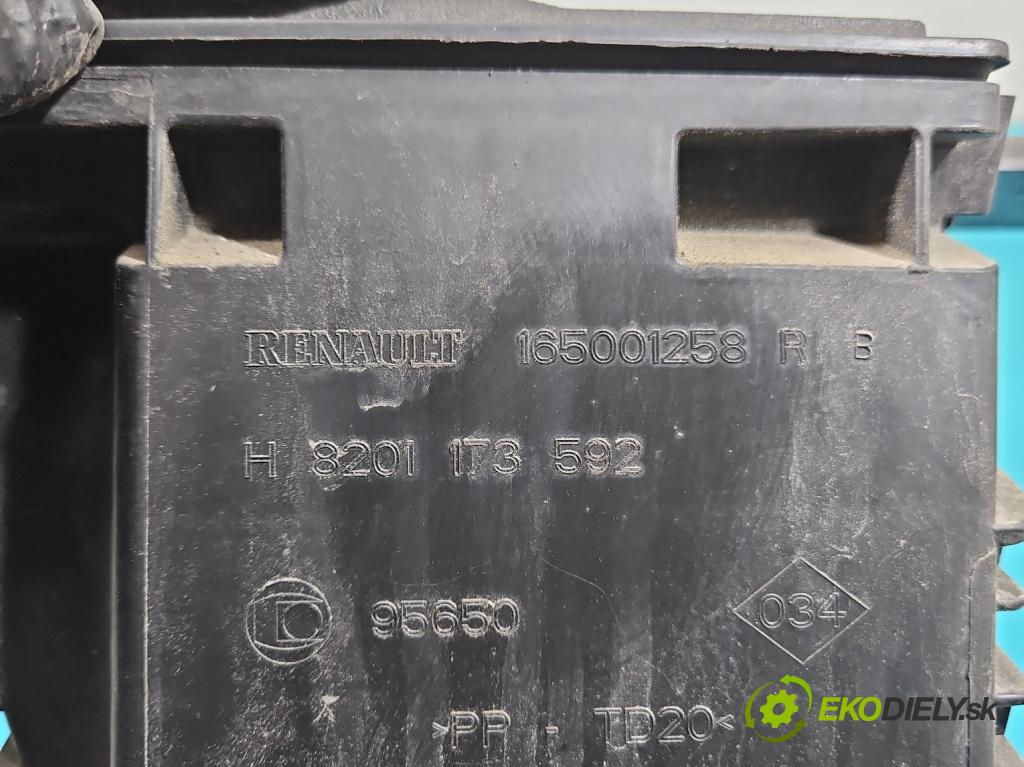 RENAULT 165001258 R B
H 8201 173 592
95650 034
>PP - TD20<
EKODIELY.sk